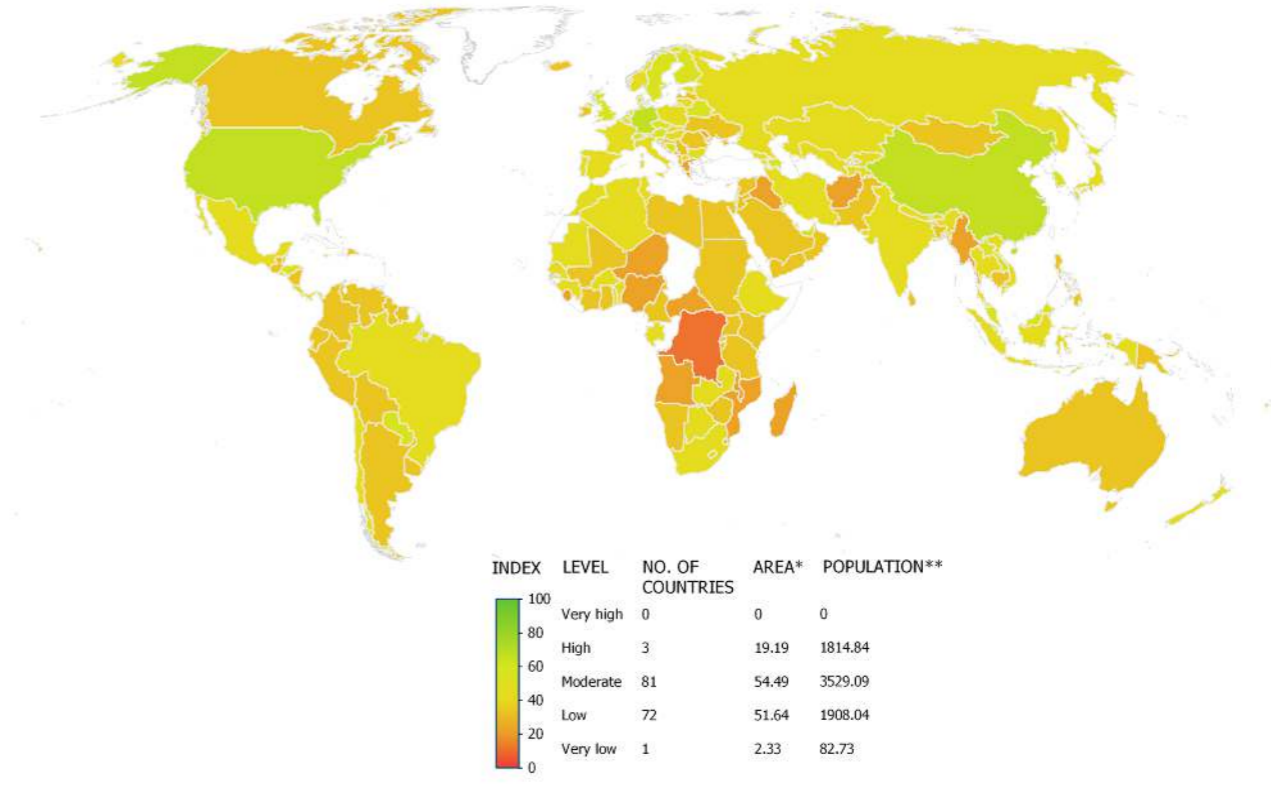 INDEX LEVEL NO. OF COUNTRIES AREA* POPULATION**
100
Very high 0 0 0
80
High 3 19.19 1814.84
60
Moderate 81 54.49 3529.09
40
Low 72 51.64 1908.04
20
Very low 1 2.33 82.73
0